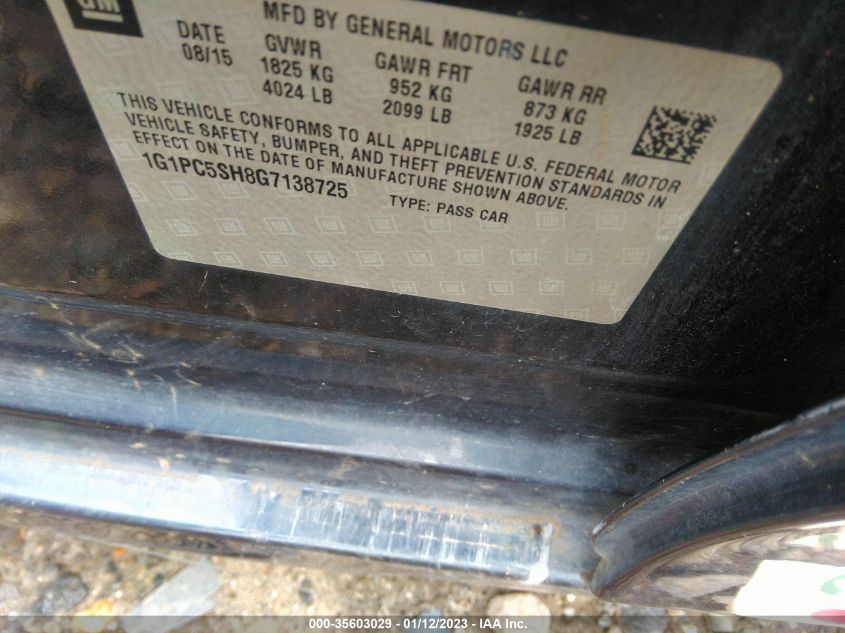 GM
MFD BY GENERAL MOTORS LLC
DATE GVWR GAWR FRT GAWR RR
08/15 1825 KG 952 KG 873 KG
4024 LB 2099 LB 1925 LB
THIS VEHICLE CONFORMS TO ALL APPLICABLE U.S. FEDERAL MOTOR
VEHICLE SAFETY, BUMPER, AND THEFT PREVENTION STANDARDS IN
EFFECT ON THE DATE OF MANUFACTURE SHOWN ABOVE.
1G1PC5SH8G7138725 TYPE: PASS CAR
000-35603029 - 01/12/2023 - IAA Inc.